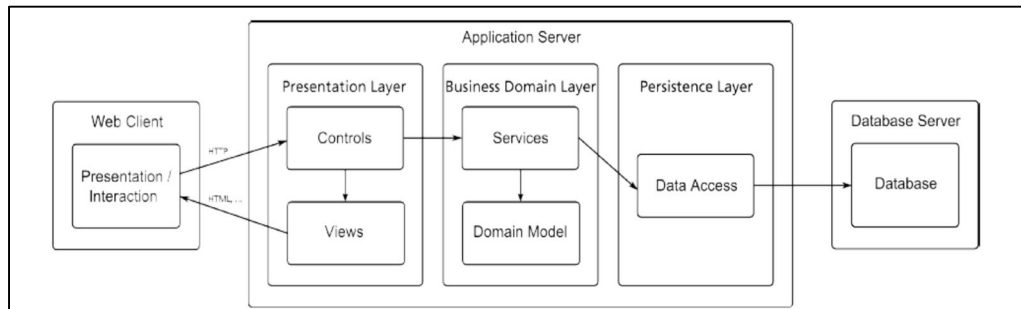 Application Server
Presentation Layer
Business Domain Layer
Persistence Layer
Web Client
Database Server
Controls
Services
HTTP
Presentation /
Interaction
Data Access
Database
HTML, ...
Views
Domain Model